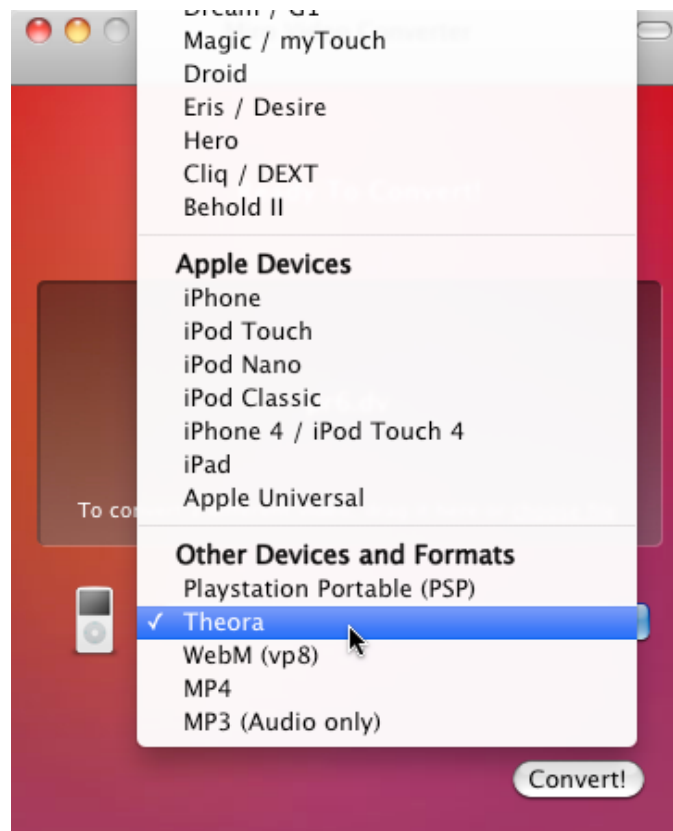 Dream / G1
Magic / myTouch
Droid
Eris / Desire
Hero
Cliq / DEXT
Behold II
Apple Devices
iPhone
iPod Touch
iPod Nano
iPod Classic
iPhone 4 / iPod Touch 4
iPad
Apple Universal
To
Other Devices and Formats
Playstation Portable (PSP)
✓ Theora
WebM (vp8)
MP4
MP3 (Audio only)
Convert!